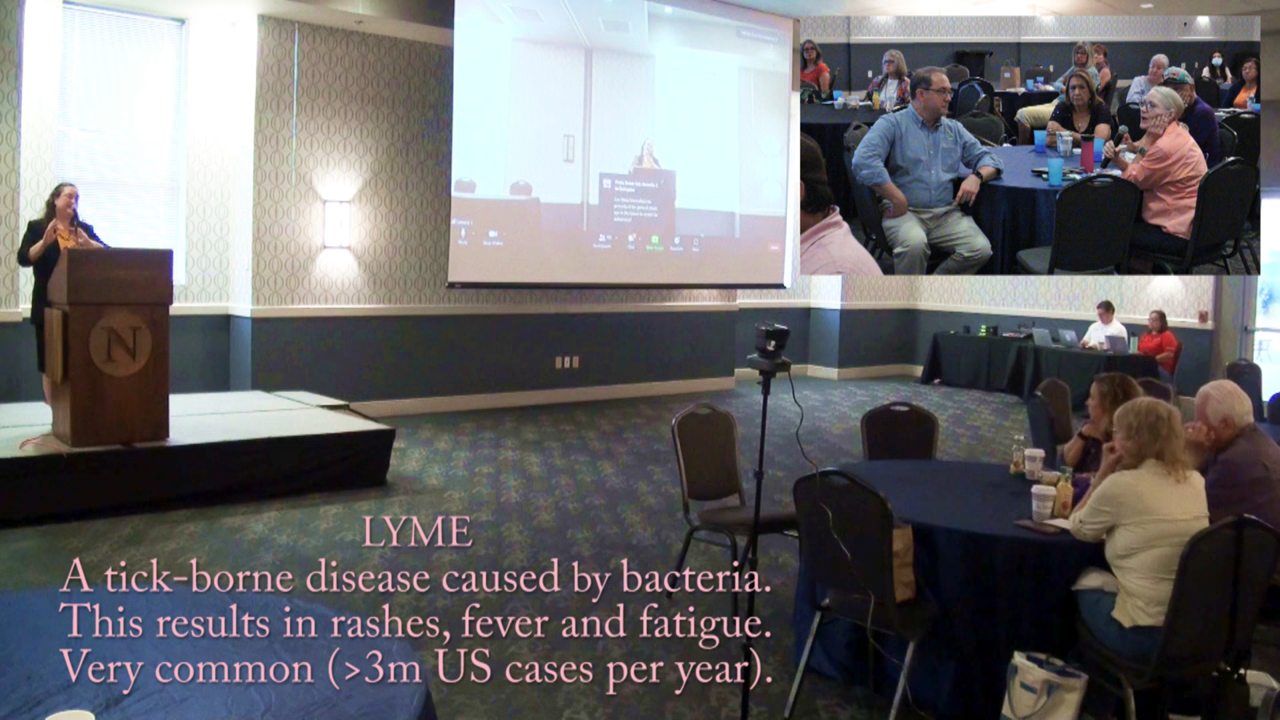 N
LYME
A tick-borne disease caused by bacteria.
This results in rashes, fever and fatigue.
Very common (>3m US cases per year).